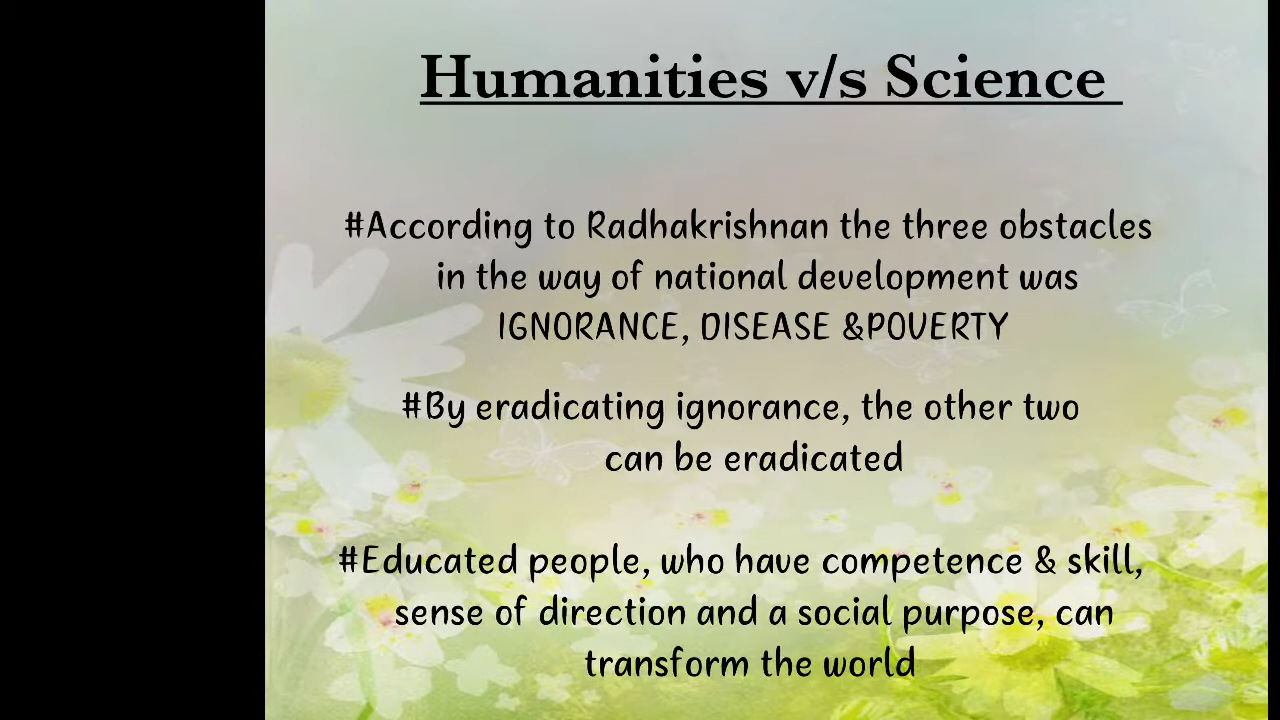 Humanities v/s Science
#According to Radhakrishnan the three obstacles
in the way of national development was
IGNORANCE, DISEASE &POVERTY
#By eradicating ignorance, the other two
can be eradicated
#Educated people, who have competence & skill,
sense of direction and a social purpose, can
transform the world